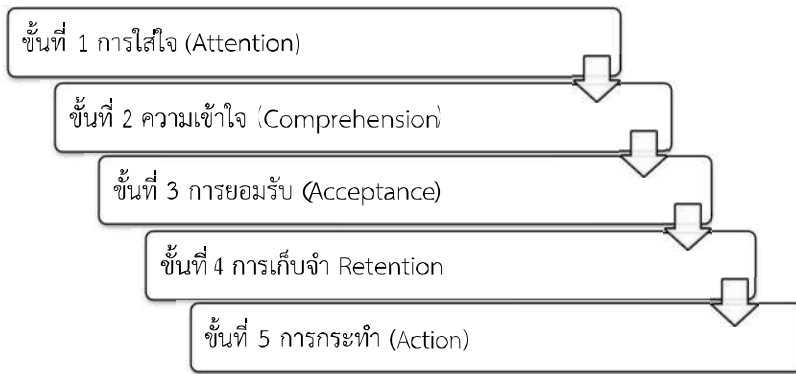 ขั้นที่ 1 การใส่ใจ (Attention)
ขั้นที่ 2 ความเข้าใจ (Comprehension)
ขั้นที่ 3 การยอมรับ (Acceptance)
ขั้นที่ 4 การเก็บจำ Retention
ขั้นที่ 5 การกระทำ (Action)